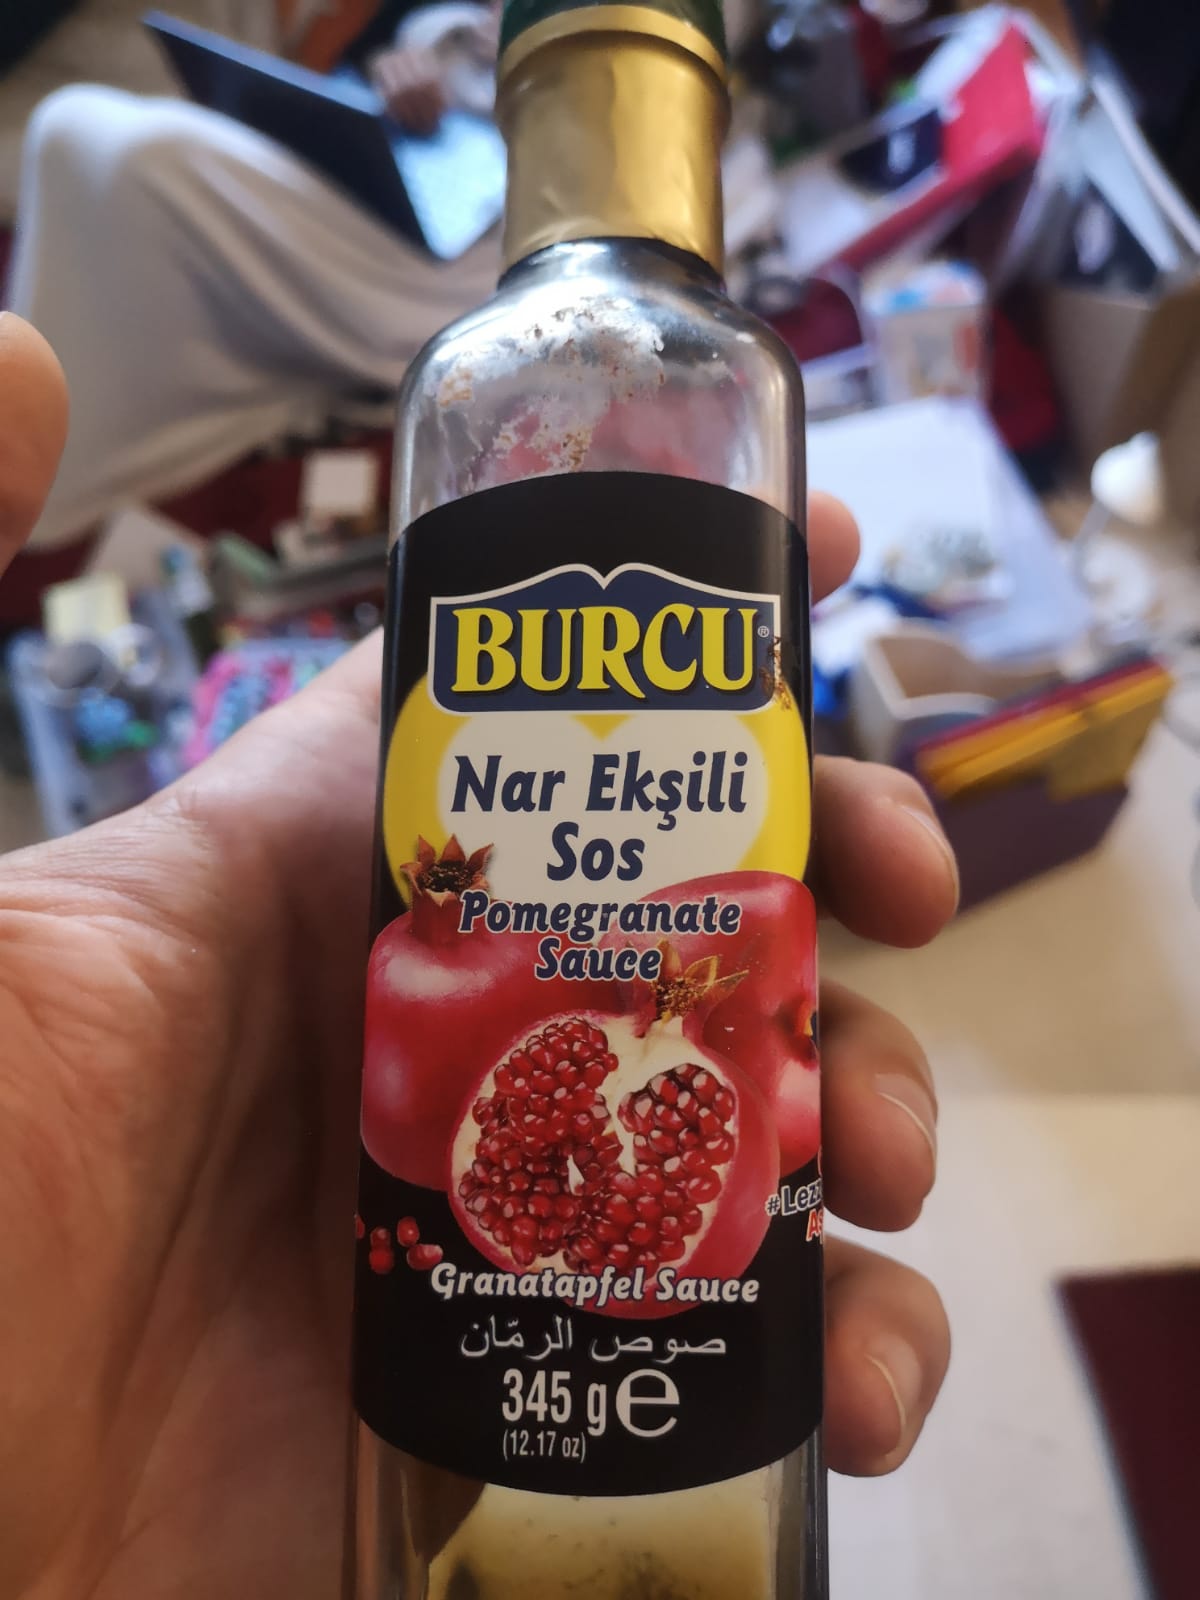 BURCU®
Nar Ekşili
Sos
Pomegranate
Sauce
Granatapfel Sauce
صوص الرمّان
345 g e
(12.17 oz)